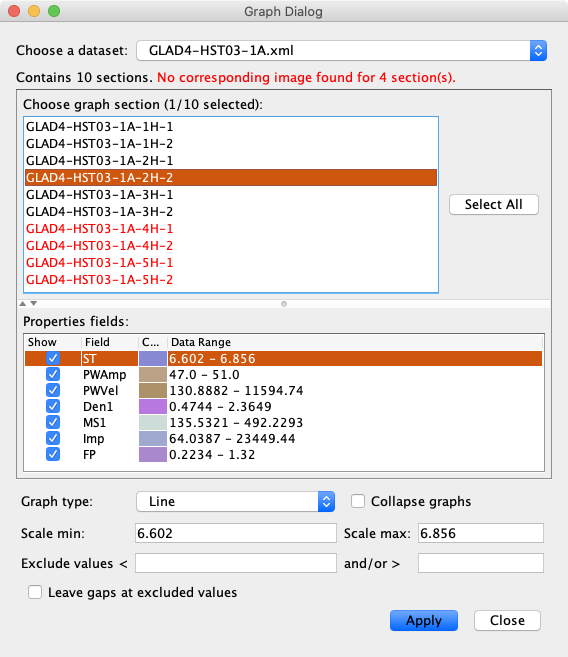 Graph Dialog
Choose a dataset: GLAD4-HST03-1A.xml
Contains 10 sections. No corresponding image found for 4 section(s).
Choose graph section (1/10 selected):
GLAD4-HST03-1A-1H-1
GLAD4-HST03-1A-1H-2
GLAD4-HST03-1A-2H-1
GLAD4-HST03-1A-2H-2
GLAD4-HST03-1A-3H-1
GLAD4-HST03-1A-3H-2
GLAD4-HST03-1A-4H-1
GLAD4-HST03-1A-4H-2
GLAD4-HST03-1A-5H-1
GLAD4-HST03-1A-5H-2
Select All
Properties fields:
Show Field C... Data Range
ST 6.602 - 6.856
PWAmp 47.0 - 51.0
PWVel 130.8882 - 11594.74
Den1 0.4744 - 2.3649
MS1 135.5321 - 492.2293
Imp 64.0387 - 23449.44
FP 0.2234 - 1.32
Graph type: Line Collapse graphs
Scale min: 6.602 Scale max: 6.856
Exclude values < and/or >
Leave gaps at excluded values
Apply Close